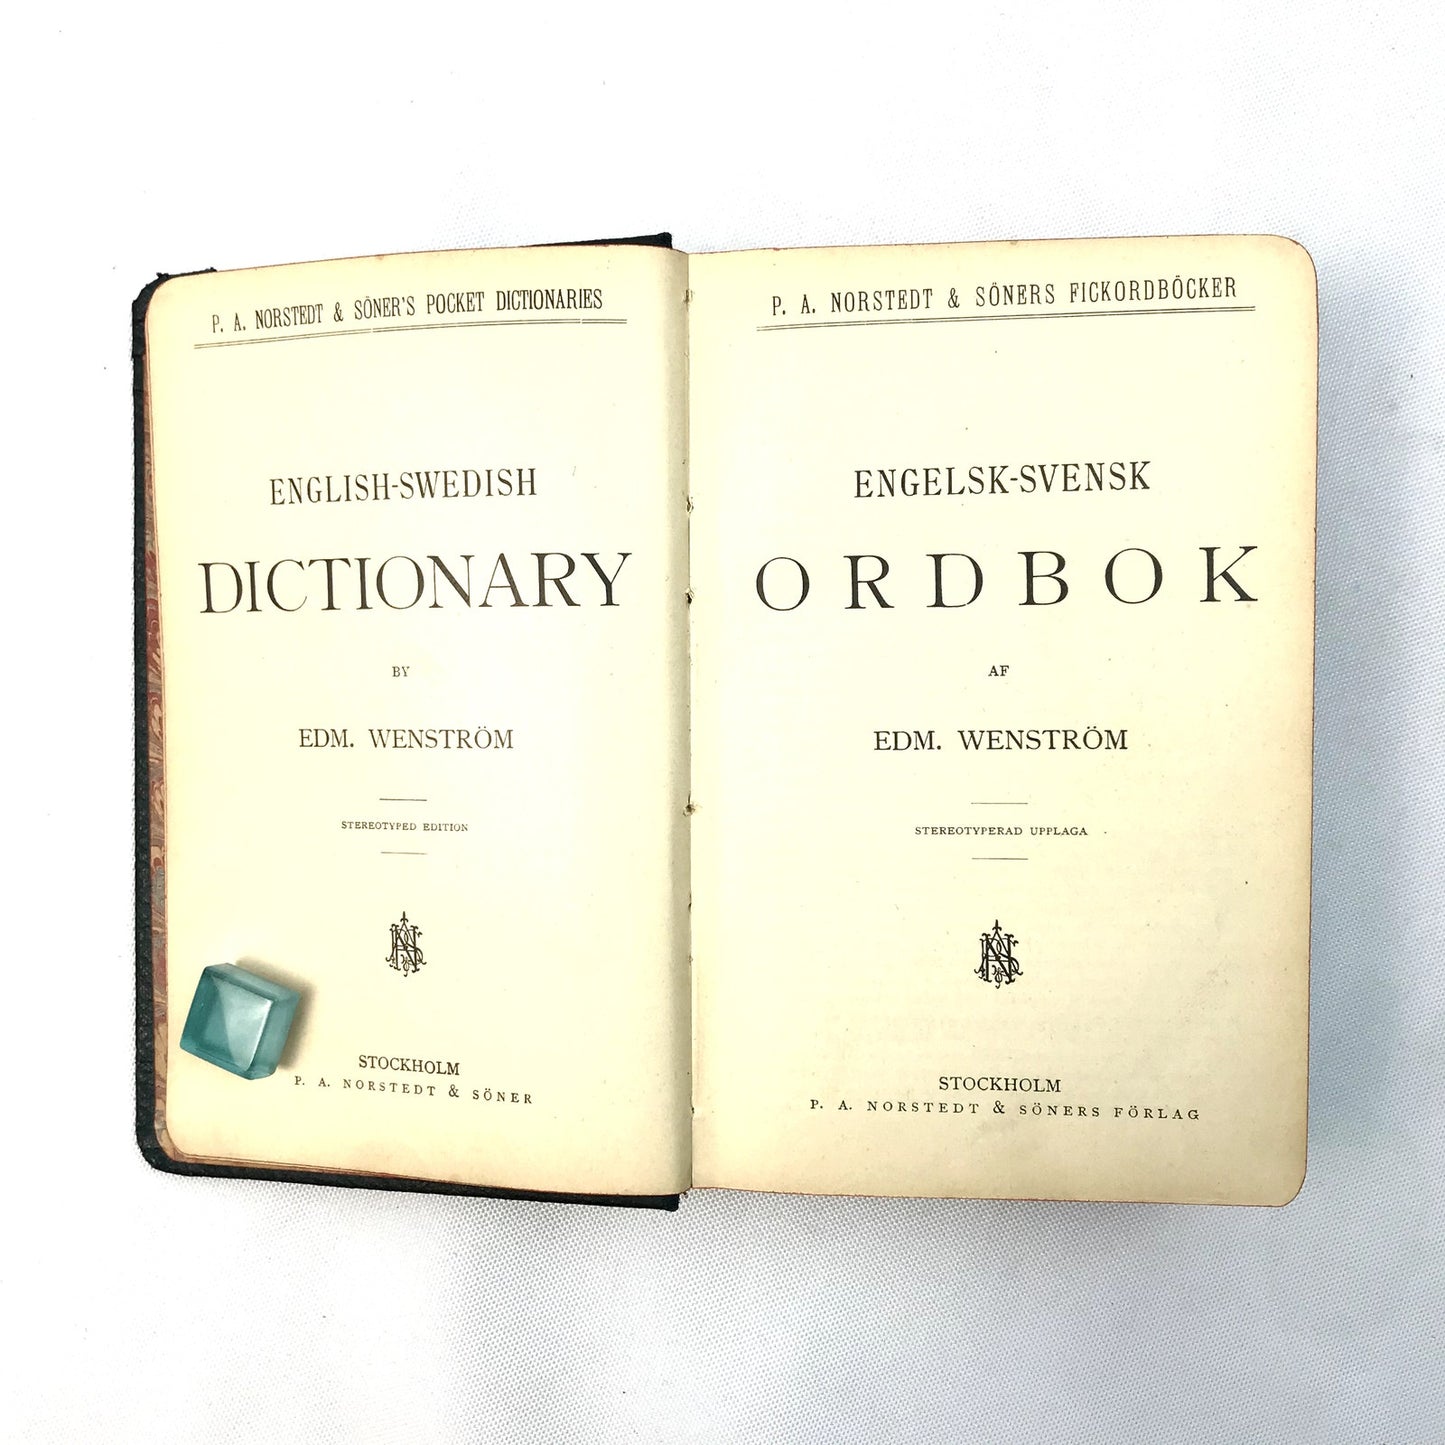 P. A. NORSTEDT & SÖNER'S POCKET DICTIONARIES
ENGLISH-SWEDISH
DICTIONARY
BY
EDM. WENSTRÖM
STEREOTYPED EDITION
STOCKHOLM
P. A. NORSTEDT & SÖNER
P. A. NORSTEDT & SÖNERS FICKORDBÖCKER
ENGELSK-SVENSK
ORDBOK
AF
EDM. WENSTRÖM
STEREOTYPERAD UPPLAGA
STOCKHOLM
P. A. NORSTEDT & SÖNERS FÖRLAG